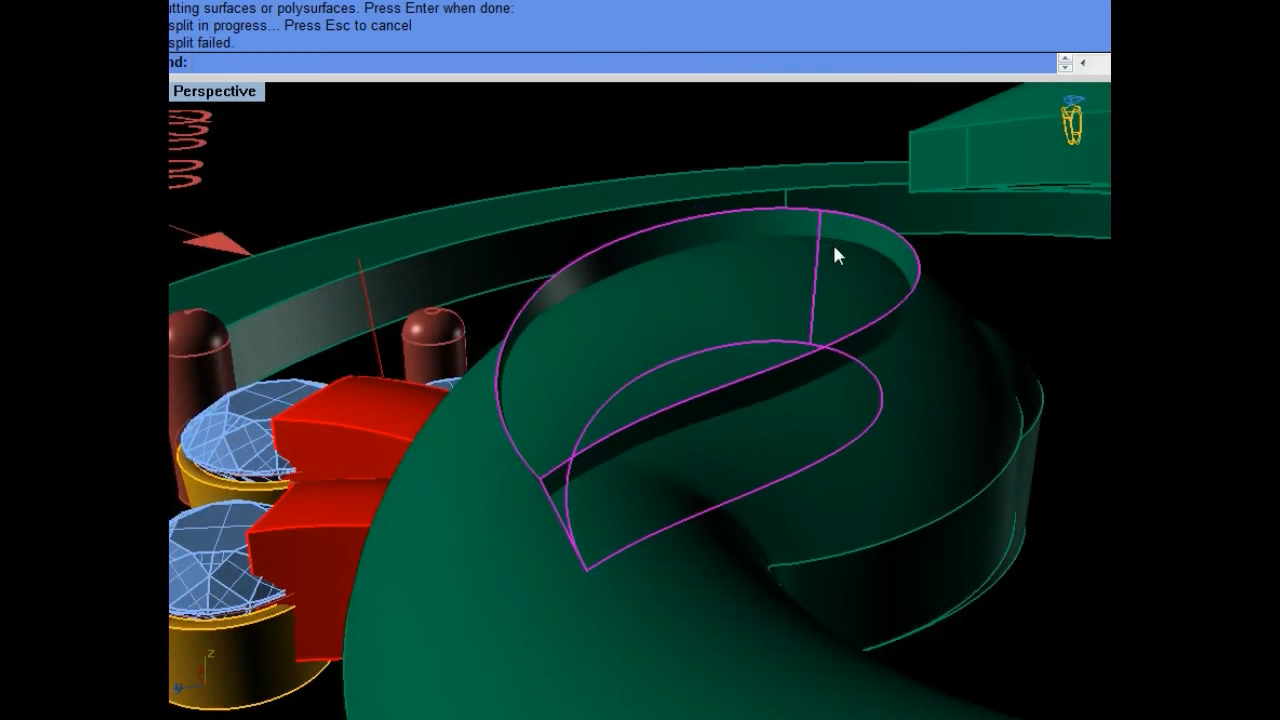 utting surfaces or polysurfaces. Press Enter when done:
split in progress... Press Esc to cancel
split failed.
nd:
Perspective
z